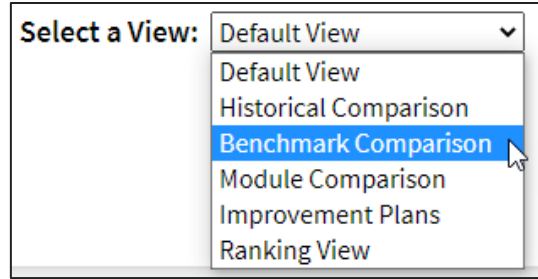 Select a View: Default View
Default View
Historical Comparison
Benchmark Comparison
Module Comparison
Improvement Plans
Ranking View